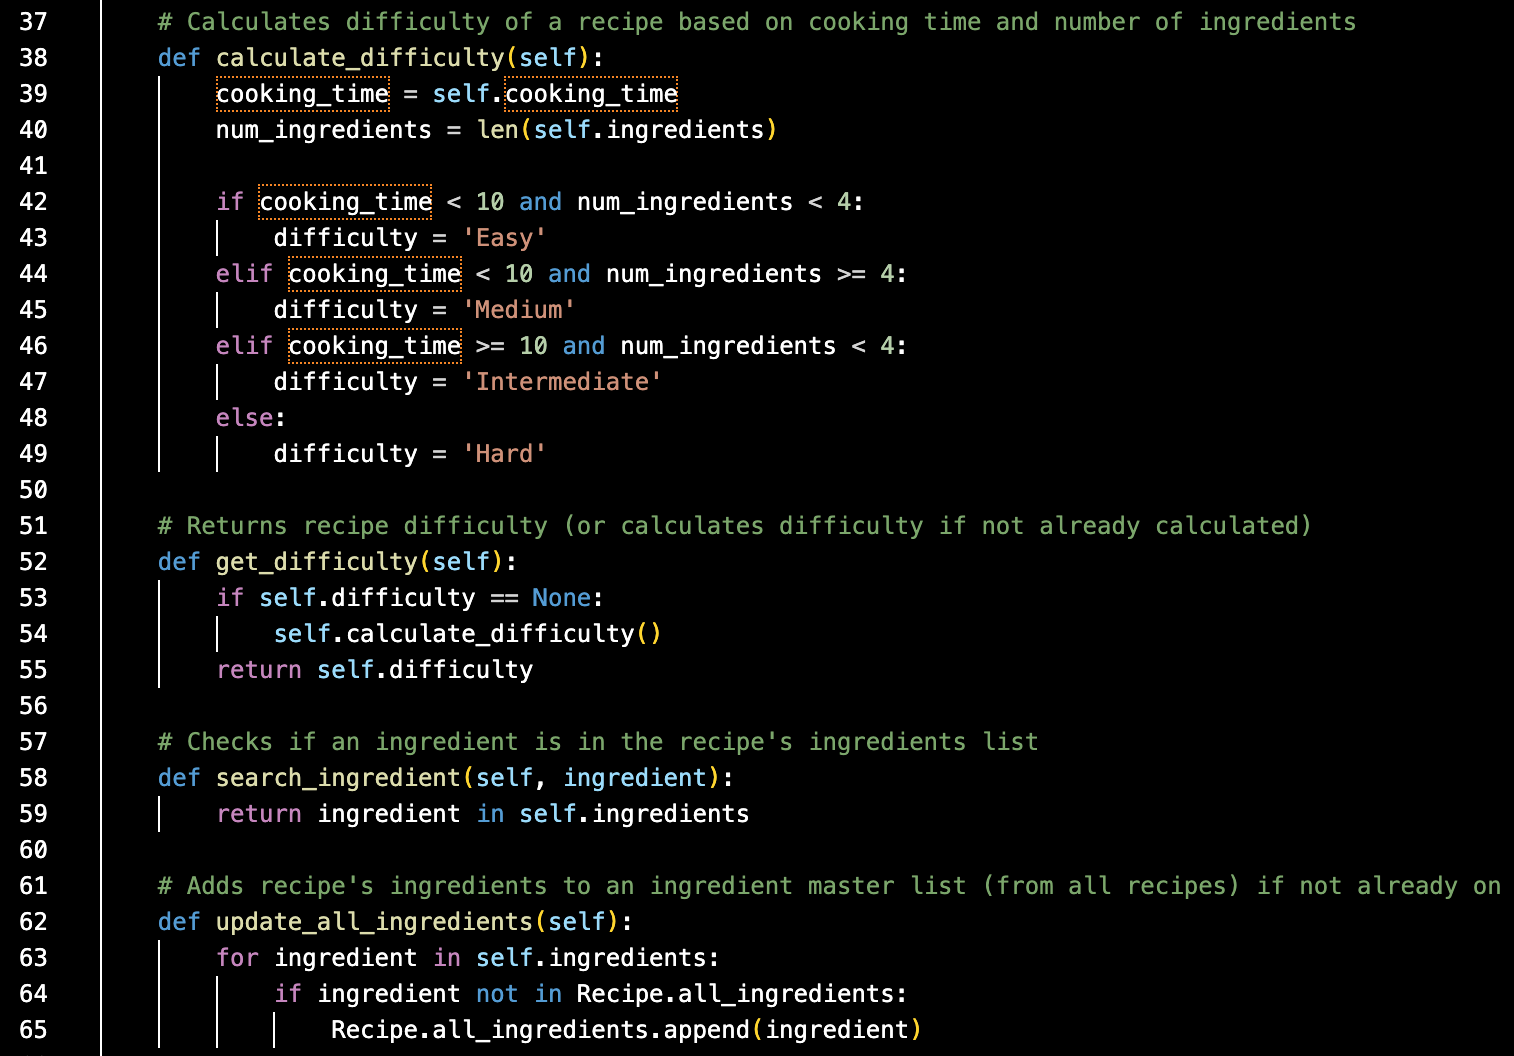 37 # Calculates difficulty of a recipe based on cooking time and number of ingredients
38 def calculate_difficulty(self):
39 cooking_time = self.cooking_time
40 num_ingredients = len(self.ingredients)
41
42 if cooking_time < 10 and num_ingredients < 4:
43 difficulty = 'Easy'
44 elif cooking_time < 10 and num_ingredients >= 4:
45 difficulty = 'Medium'
46 elif cooking_time >= 10 and num_ingredients < 4:
47 difficulty = 'Intermediate'
48 else:
49 difficulty = 'Hard'
50
51 # Returns recipe difficulty (or calculates difficulty if not already calculated)
52 def get_difficulty(self):
53 if self.difficulty == None:
54 self.calculate_difficulty()
55 return self.difficulty
56
57 # Checks if an ingredient is in the recipe's ingredients list
58 def search_ingredient(self, ingredient):
59 return ingredient in self.ingredients
60
61 # Adds recipe's ingredients to an ingredient master list (from all recipes) if not already on
62 def update_all_ingredients(self):
63 for ingredient in self.ingredients:
64 if ingredient not in Recipe.all_ingredients:
65 Recipe.all_ingredients.append(ingredient)